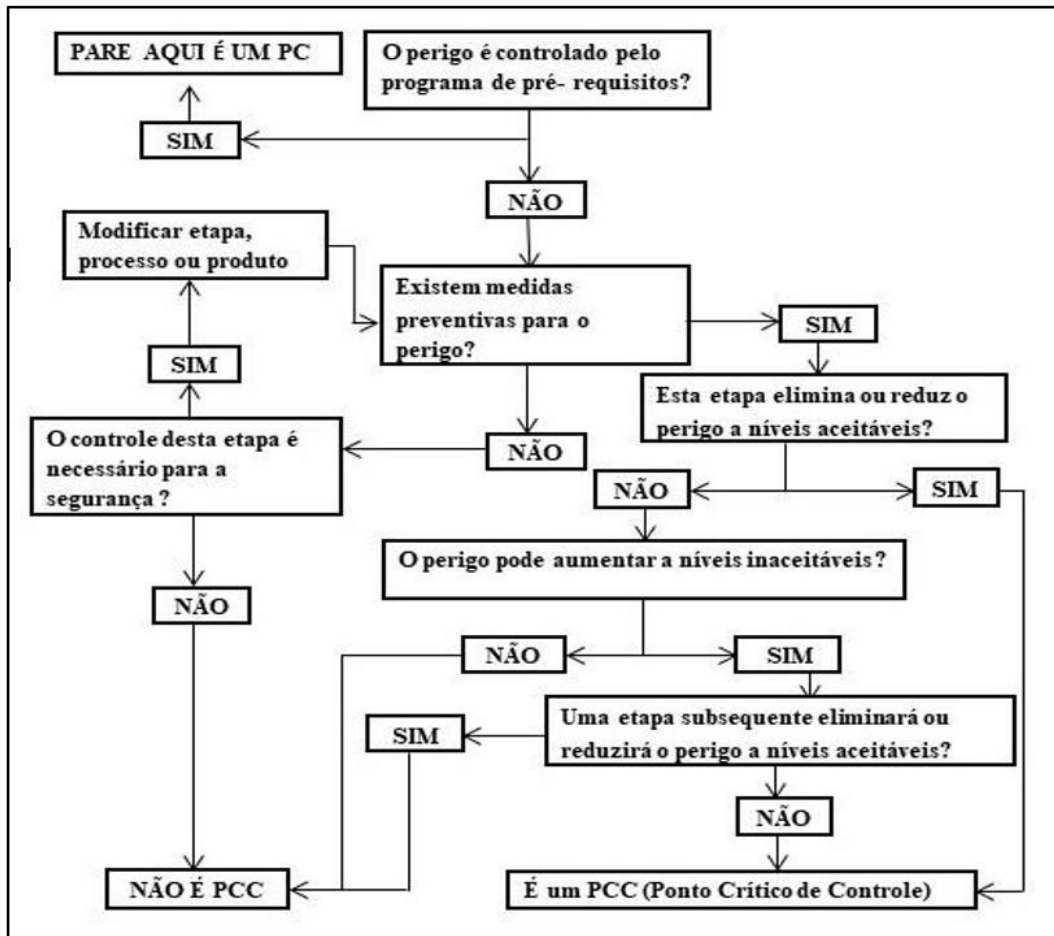 PARE AQUI É UM PC
O perigo é controlado pelo
programa de pré- requisitos?
SIM
NÃO
Modificar etapa,
processo ou produto
Existem medidas
preventivas para o
perigo?
SIM
SIM
Esta etapa elimina ou reduz o
perigo a níveis aceitáveis?
O controle desta etapa é
necessário para a
segurança ?
NÃO
NÃO
SIM
O perigo pode aumentar a níveis inaceitáveis ?
NÃO
NÃO
SIM
Uma etapa subsequente eliminará ou
reduzirá o perigo a níveis aceitáveis?
SIM
NÃO
NÃO É PCC
É um PCC (Ponto Crítico de Controle)